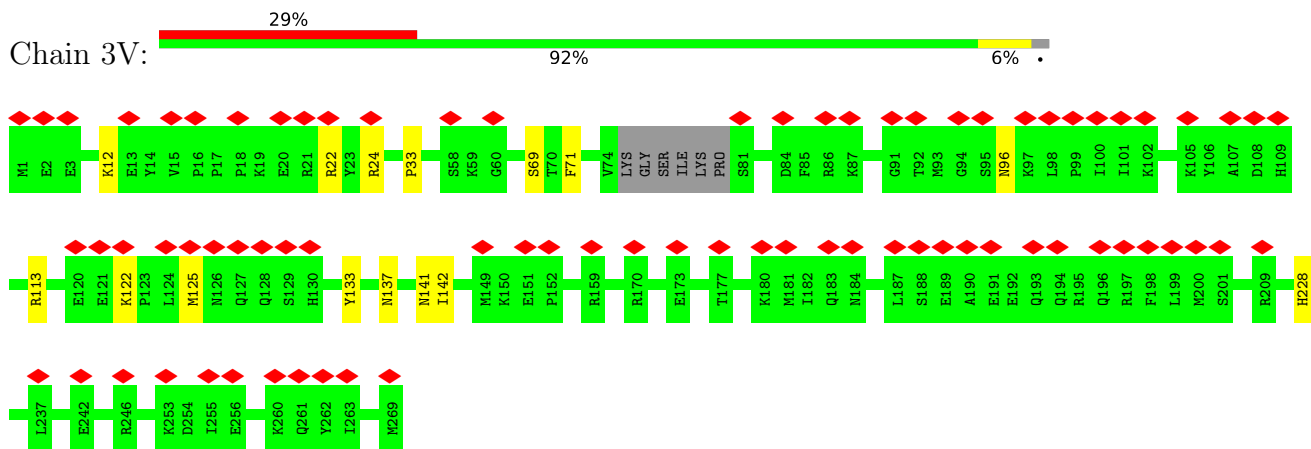 29%
Chain 3V:
92% 6% •
M1 E2 E3 K12 E13 Y14 V15 P16 P17 P18 K19 E20 R21 R22 Y23 R24 P33 S58 K59 G60 S69 T70 F71 V74 LYS GLY SER ILE LYS PRO S81 D84 F85 R86 K87 G91 T92 M93 G94 S95 N96 K97 L98 P99 I100 I101 K102 K105 Y106 A107 D108 H109
R113 E120 E121 K122 P123 L124 M125 N126 Q127 Q128 S129 H130 Y133 N137 N141 I142 M149 K150 E151 P152 R159 R170 E173 T177 K180 M181 I182 Q183 N184 L187 S188 E189 A190 E191 E192 Q193 Q194 R195 Q196 R197 F198 L199 M200 S201 R209 H228
L237 E242 R246 K253 D254 I255 E256 K260 Q261 Y262 I263 M269